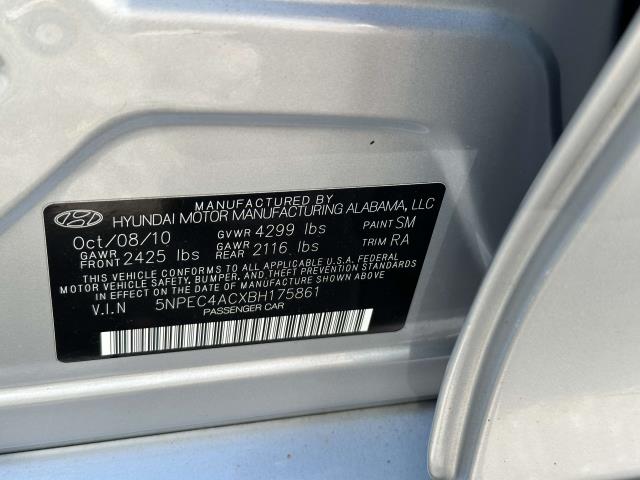 MANUFACTURED BY
HYUNDAI MOTOR MANUFACTURING ALABAMA, LLC
Oct/08/10 GVWR 4299 lbs PAINT SM
GAWR FRONT 2425 lbs GAWR REAR 2116 lbs TRIM RA
THIS VEHICLE CONFORMS TO ALL APPLICABLE U.S.A. FEDERAL
MOTOR VEHICLE SAFETY, BUMPER, AND THEFT PREVENTION
STANDARDS IN EFFECT ON THE DATE OF MANUFACTURE SHOWN ABOVE.
V.I.N 5NPEC4ACXBH175861
PASSENGER CAR